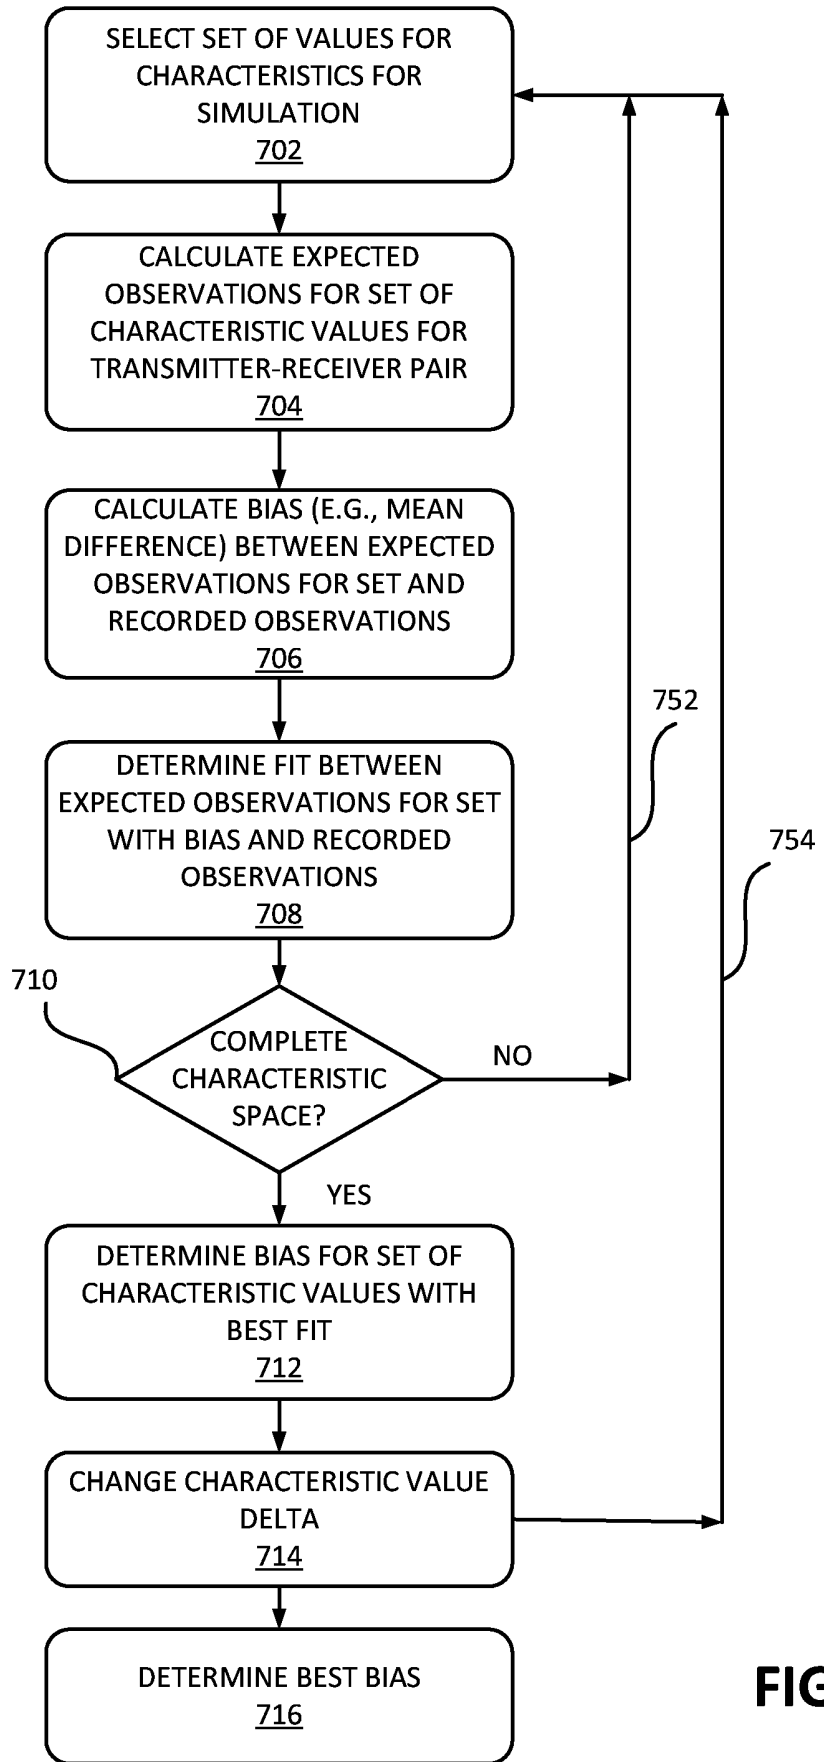 SELECT SET OF VALUES FOR
CHARACTERISTICS FOR
SIMULATION
702
CALCULATE EXPECTED
OBSERVATIONS FOR SET OF
CHARACTERISTIC VALUES FOR
TRANSMITTER-RECEIVER PAIR
704
CALCULATE BIAS (E.G., MEAN
DIFFERENCE) BETWEEN EXPECTED
OBSERVATIONS FOR SET AND
RECORDED OBSERVATIONS
706
752
DETERMINE FIT BETWEEN
EXPECTED OBSERVATIONS FOR SET
WITH BIAS AND RECORDED
OBSERVATIONS
708
754
710
COMPLETE
CHARACTERISTIC
SPACE?
NO
YES
DETERMINE BIAS FOR SET OF
CHARACTERISTIC VALUES WITH
BEST FIT
712
CHANGE CHARACTERISTIC VALUE
DELTA
714
DETERMINE BEST BIAS
716
FIG